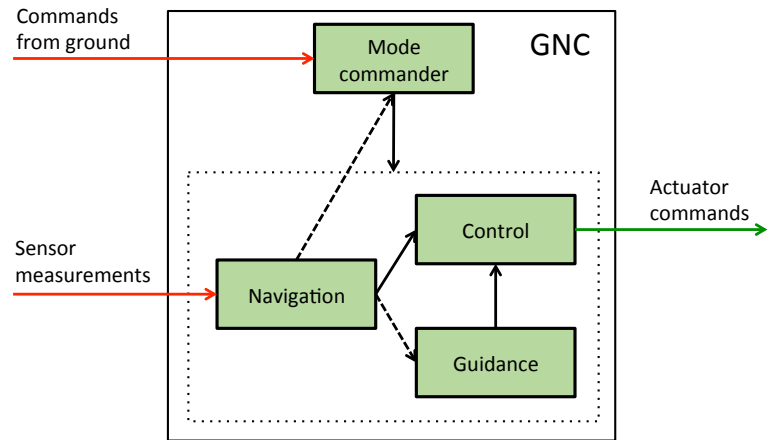 Commands
from ground
Mode
commander
GNC
Actuator
commands
Control
Sensor
measurements
Navigation
Guidance